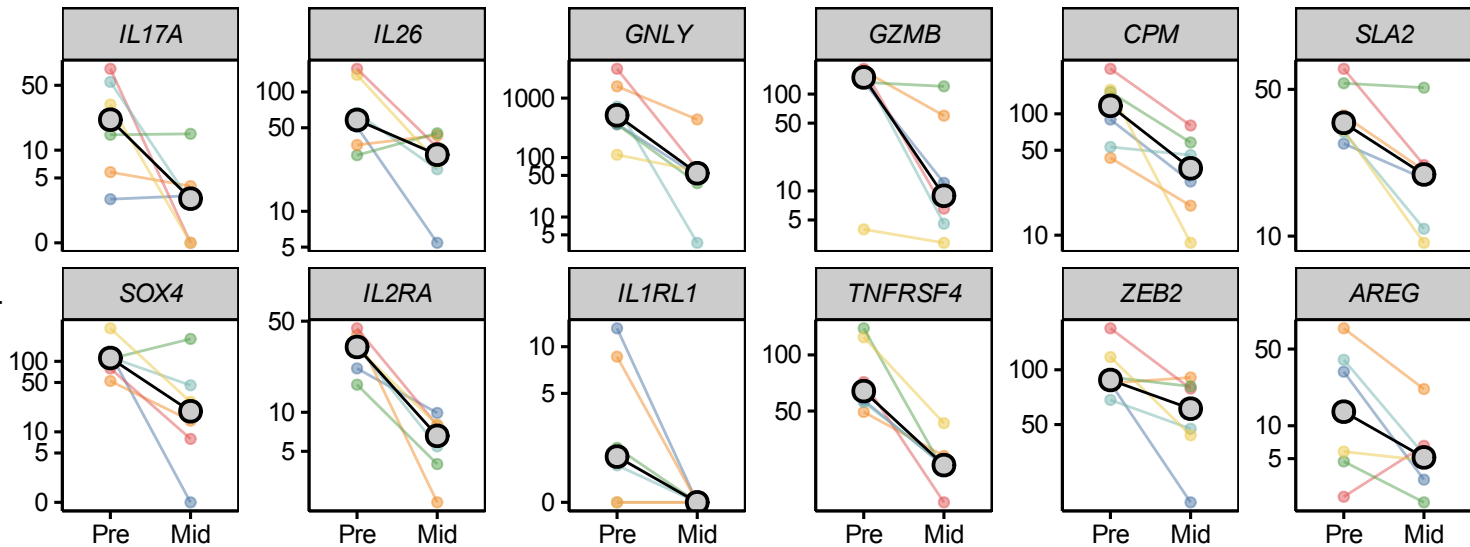 IL17A IL26 GNLY GZMB CPM SLA2
50 10 5 0
100 50 10 5
1000 100 50 10 5
100 50 10 5
100 50 10
50 10
SOX4 IL2RA IL1RL1 TNFRSF4 ZEB2 AREG
100 50 10 5 0
50 10 5
10 5 0
100 50
100 50
50 10 5
Pre Mid Pre Mid Pre Mid Pre Mid Pre Mid Pre Mid